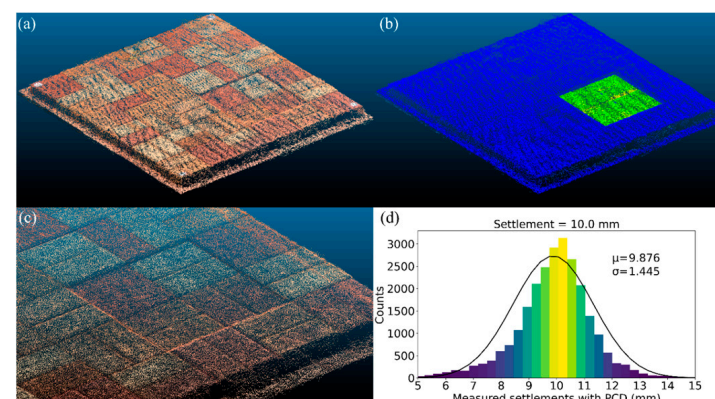 (a)
(b)
(c)
(d)
Settlement = 10.0 mm
3000
2500
2000
1500
1000
500
0
Counts
μ=9.876
σ=1.445
5 6 7 8 9 10 11 12 13 14 15
Measured settlements with PCD (mm)